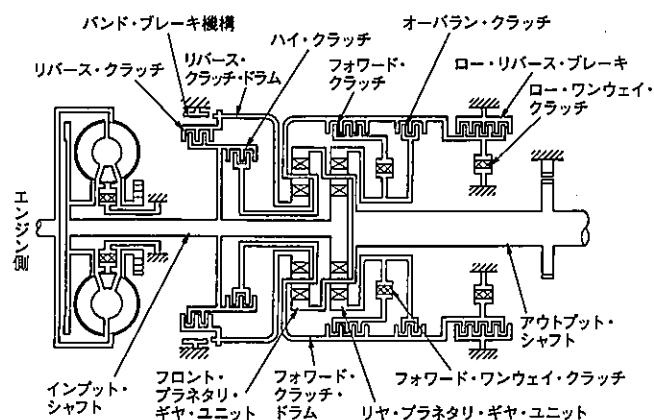 バンド・ブレーキ機構
オーバラン・クラッチ
ハイ・クラッチ
リバース・クラッチ
リバース・
クラッチ・ドラム
フォワード・
クラッチ
ロー・リバース・ブレーキ
ロー・ワンウェイ・
クラッチ
エンジン側
アウトプット・
シャフト
インプット・
シャフト
フロント・
プラネタリ・
ギヤ・ユニット
フォワード・
クラッチ・
ドラム
フォワード・ワンウェイ・クラッチ
リヤ・プラネタリ・ギヤ・ユニット